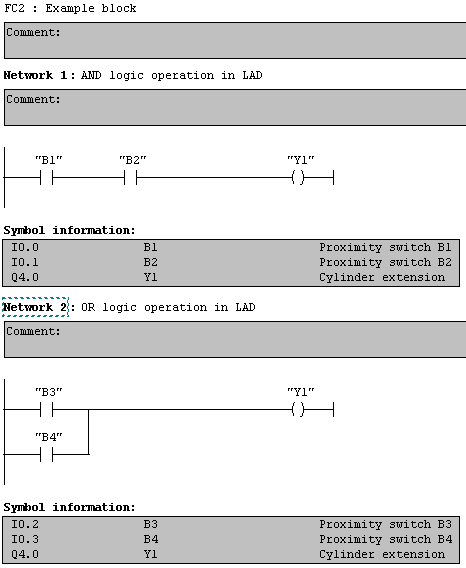 FC2 : Example block
Comment:
Network 1: AND logic operation in LAD
Comment:
"B1" "B2" "Y1"
Symbol information:
I0.0 B1 Proximity switch B1
I0.1 B2 Proximity switch B2
Q4.0 Y1 Cylinder extension
Network 2: OR logic operation in LAD
Comment:
"B3" "Y1"
"B4"
Symbol information:
I0.2 B3 Proximity switch B3
I0.3 B4 Proximity switch B4
Q4.0 Y1 Cylinder extension